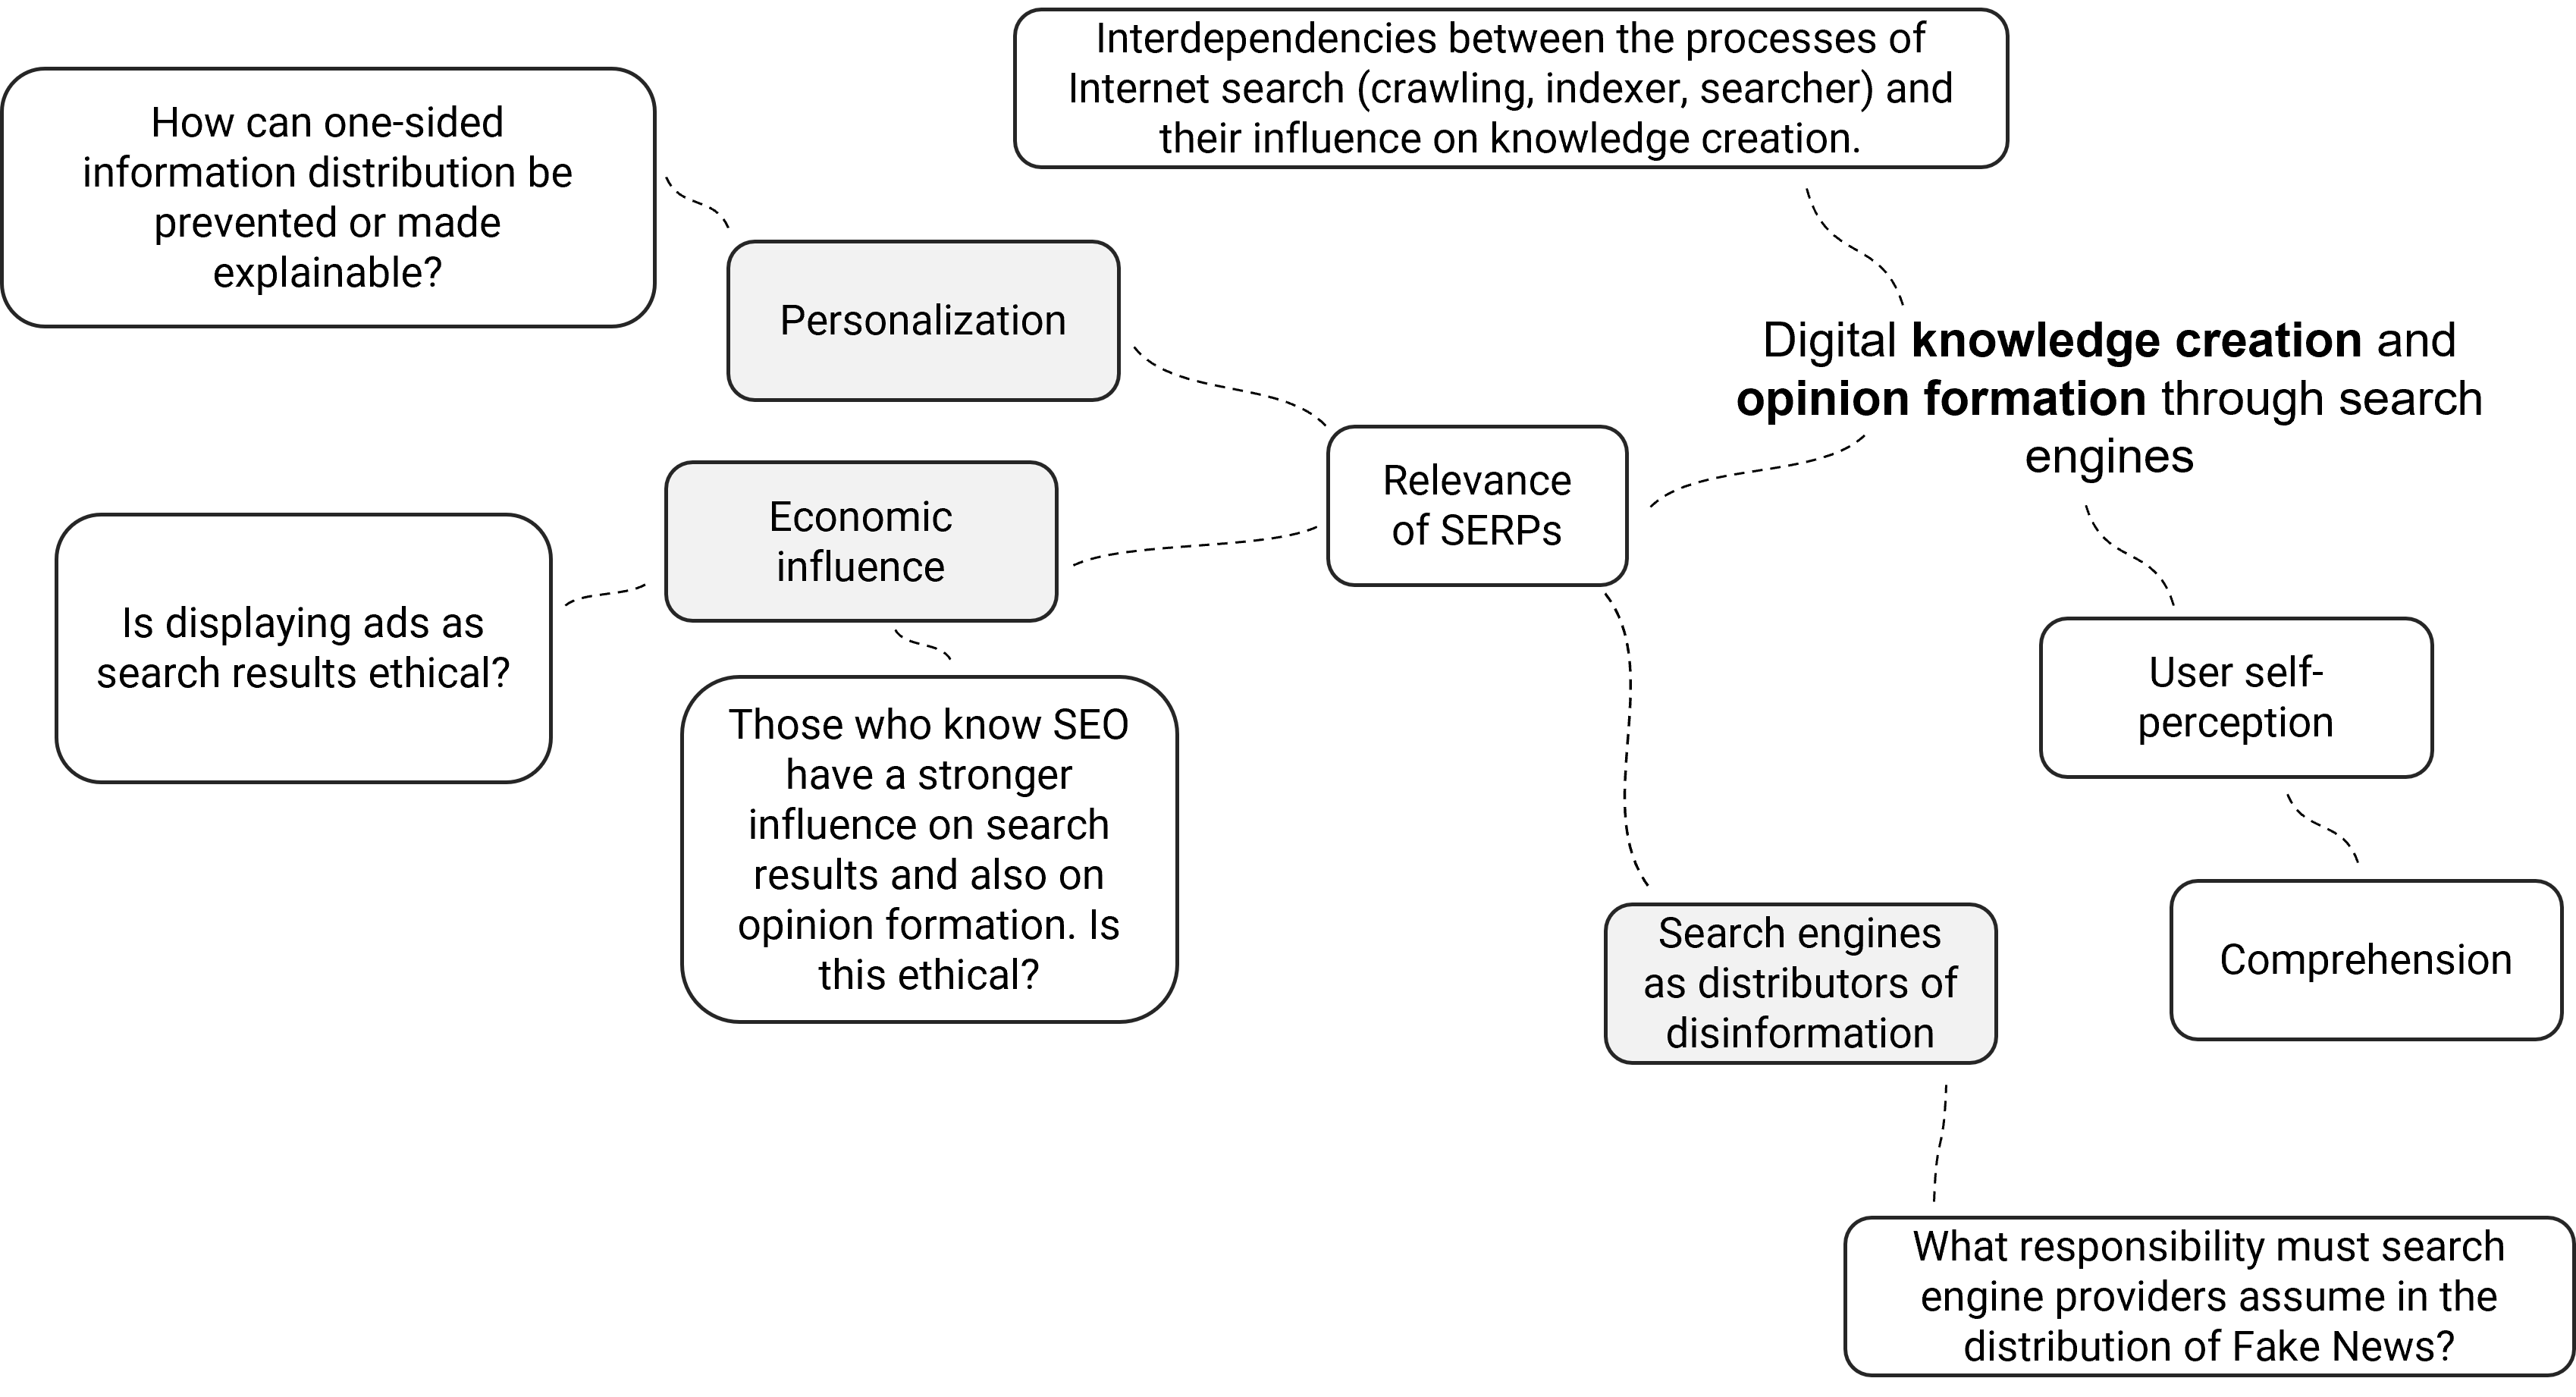 Interdependencies between the processes of
Internet search (crawling, indexer, searcher) and
their influence on knowledge creation.
How can one-sided
information distribution be
prevented or made
explainable?
Personalization
Digital knowledge creation and
opinion formation through search
engines
Relevance
of SERPs
Economic
influence
Is displaying ads as
search results ethical?
Those who know SEO
have a stronger
influence on search
results and also on
opinion formation. Is
this ethical?
User self-
perception
Comprehension
Search engines
as distributors of
disinformation
What responsibility must search
engine providers assume in the
distribution of Fake News?